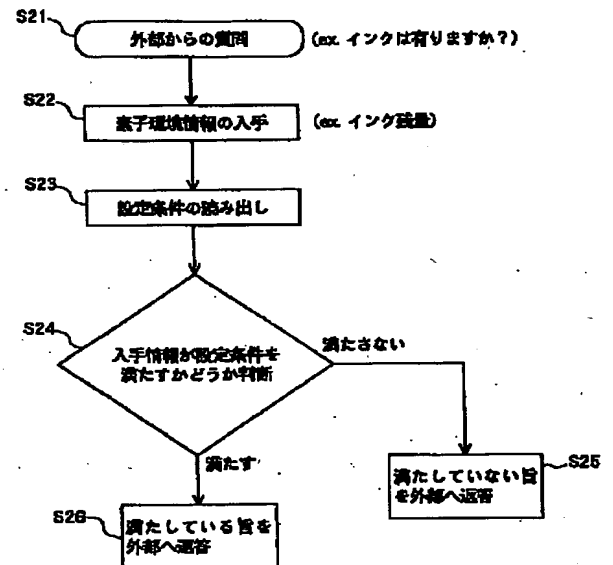 S21
外部からの質問
(ex. インクは有りますか?)
S22
素子環境情報の入手
(ex. インク残量)
S23
設定条件の読み出し
S24
入手情報が設定条件を
満たすかどうか判断
満たさない
満たす
S25
満たしていない旨
を外部へ返答
S26
満たしている旨を
外部へ返答